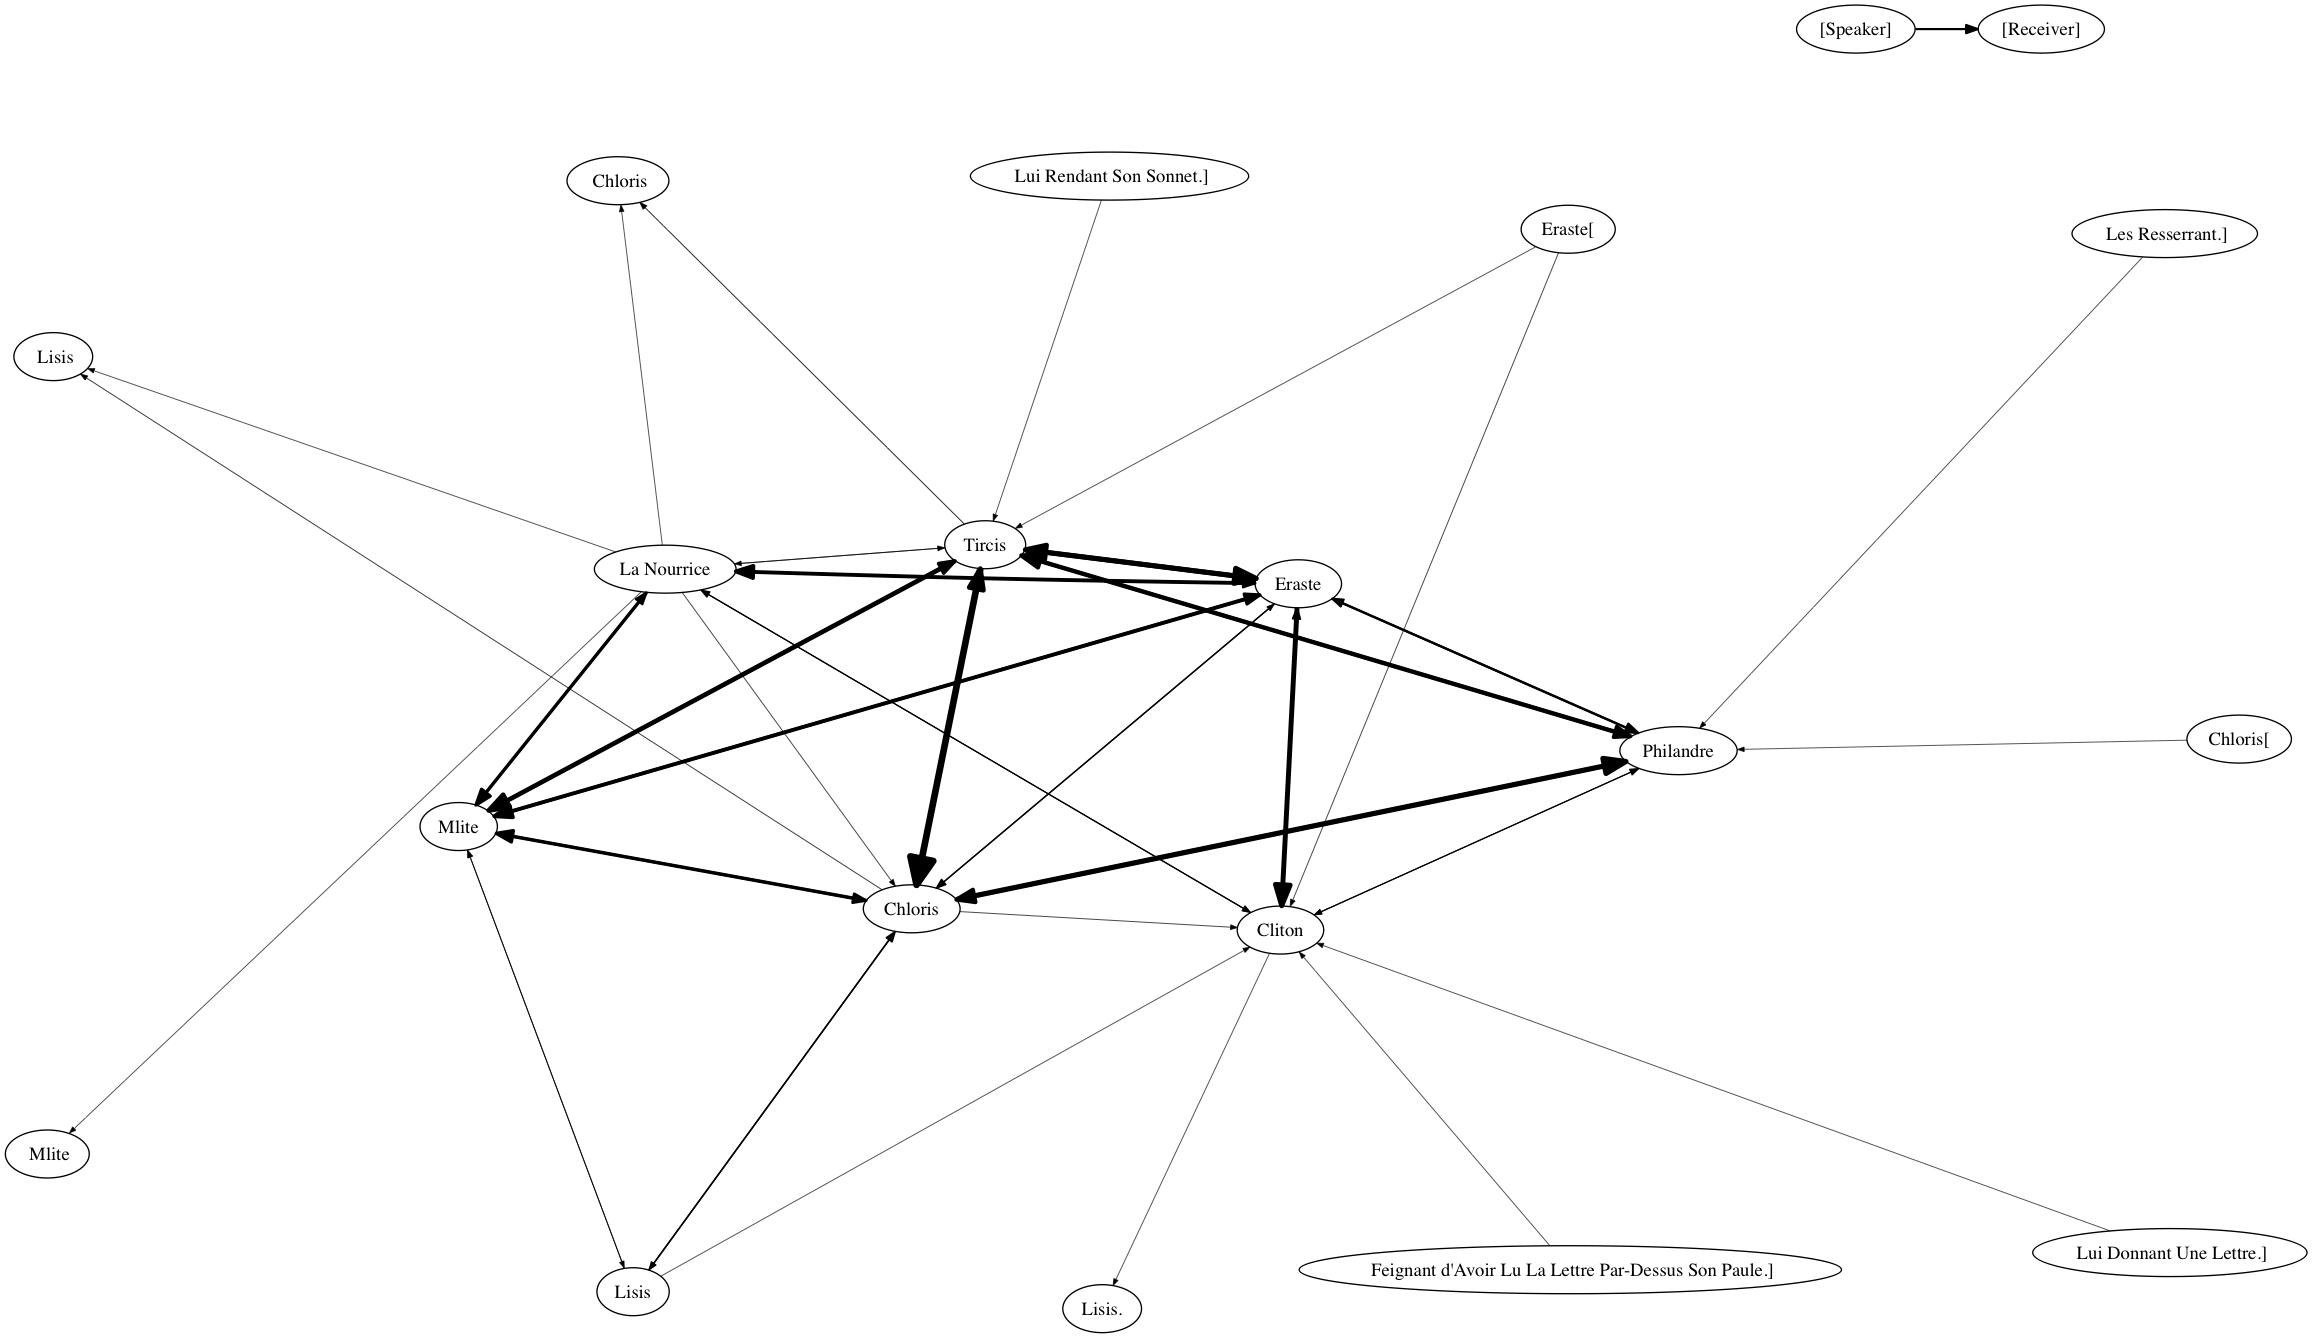 [Speaker]
[Receiver]
Chloris
Lui Rendant Son Sonnet.]
Eraste[
Les Resserrant.]
Lisis
La Nourrice
Tircis
Eraste
Philandre
Chloris[
Mlite
Chloris
Cliton
Mlite
Lisis
Lisis.
Feignant d'Avoir Lu La Lettre Par-Dessus Son Paule.]
Lui Donnant Une Lettre.]